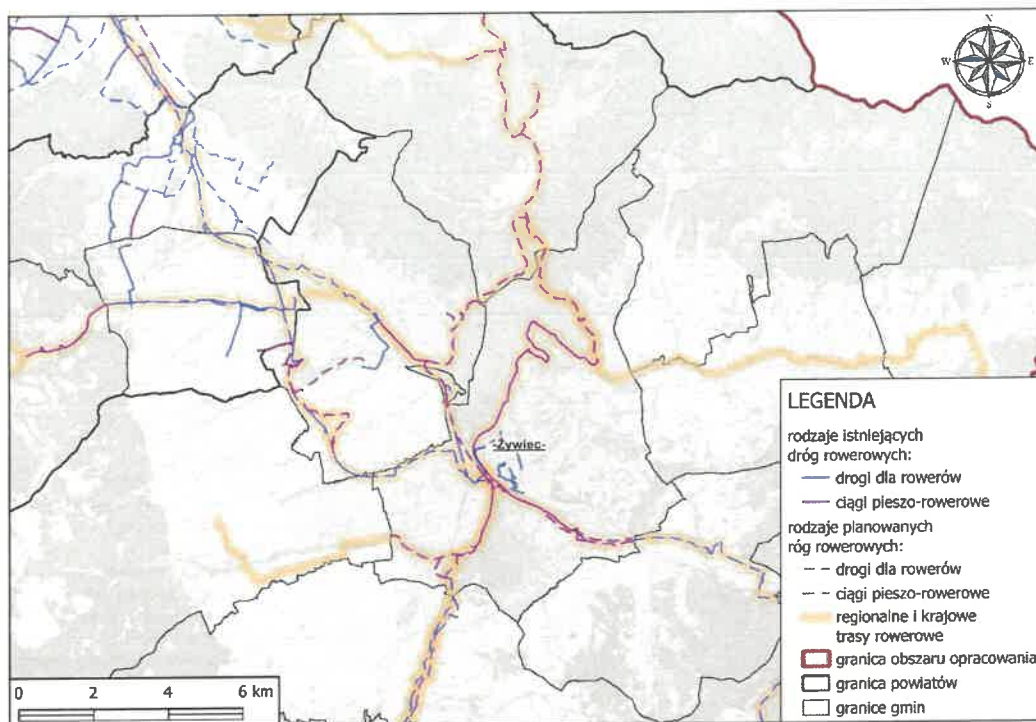 N
W
E
S
-Żywiec-
LEGENDA
rodzaje istniejących
dróg rowerowych:
drogi dla rowerów
ciągi pieszo-rowerowe
rodzaje planowanych
róg rowerowych:
drogi dla rowerów
ciągi pieszo-rowerowe
regionalne i krajowe
trasy rowerowe
granica obszaru opracowania
granica powiatów
granice gmin
0 2 4 6 km